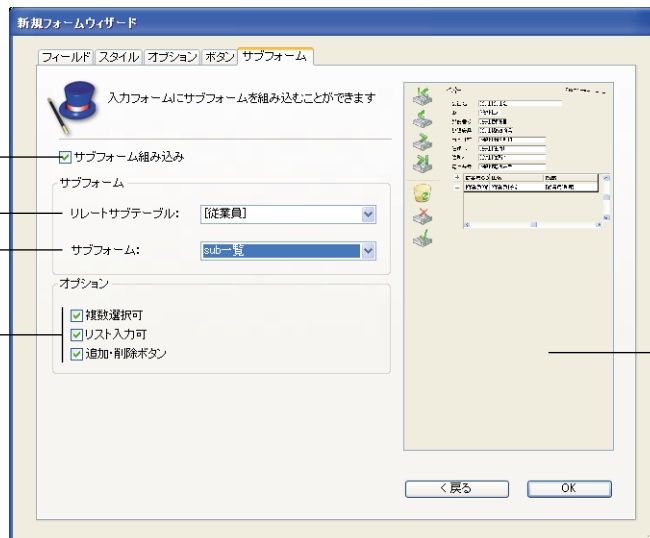 新規フォームウィザード
フィールド スタイル オプション ボタン サブフォーム
入力フォームにサブフォームを組み込むことができます
サブフォーム組み込み
サブフォーム
リレートサブテーブル: [従業員]
サブフォーム: sub一覧
オプション
複数選択可
リスト入力可
追加・削除ボタン
< 戻る OK